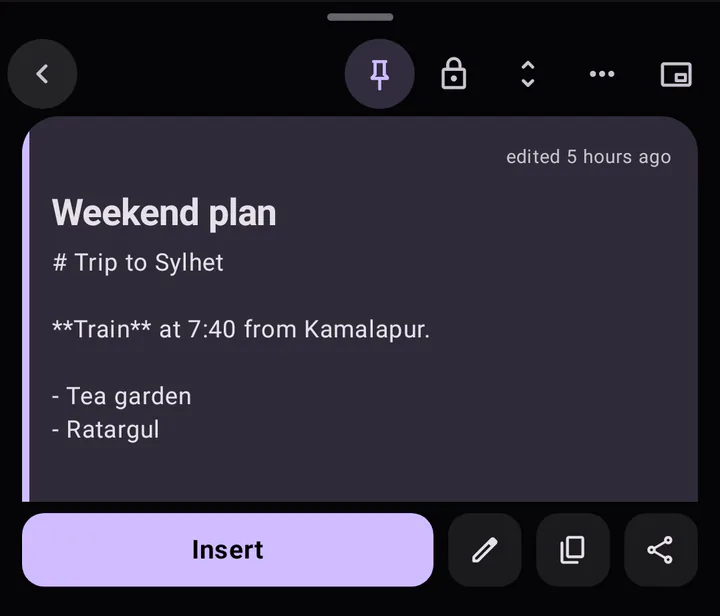 edited 5 hours ago
Weekend plan
# Trip to Sylhet
**Train** at 7:40 from Kamalapur.
- Tea garden
- Ratargul
Insert